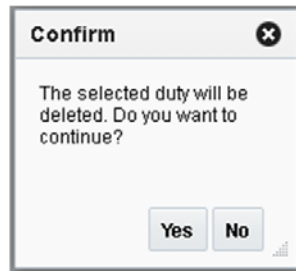 Confirm
The selected duty will be
deleted. Do you want to
continue?
Yes No